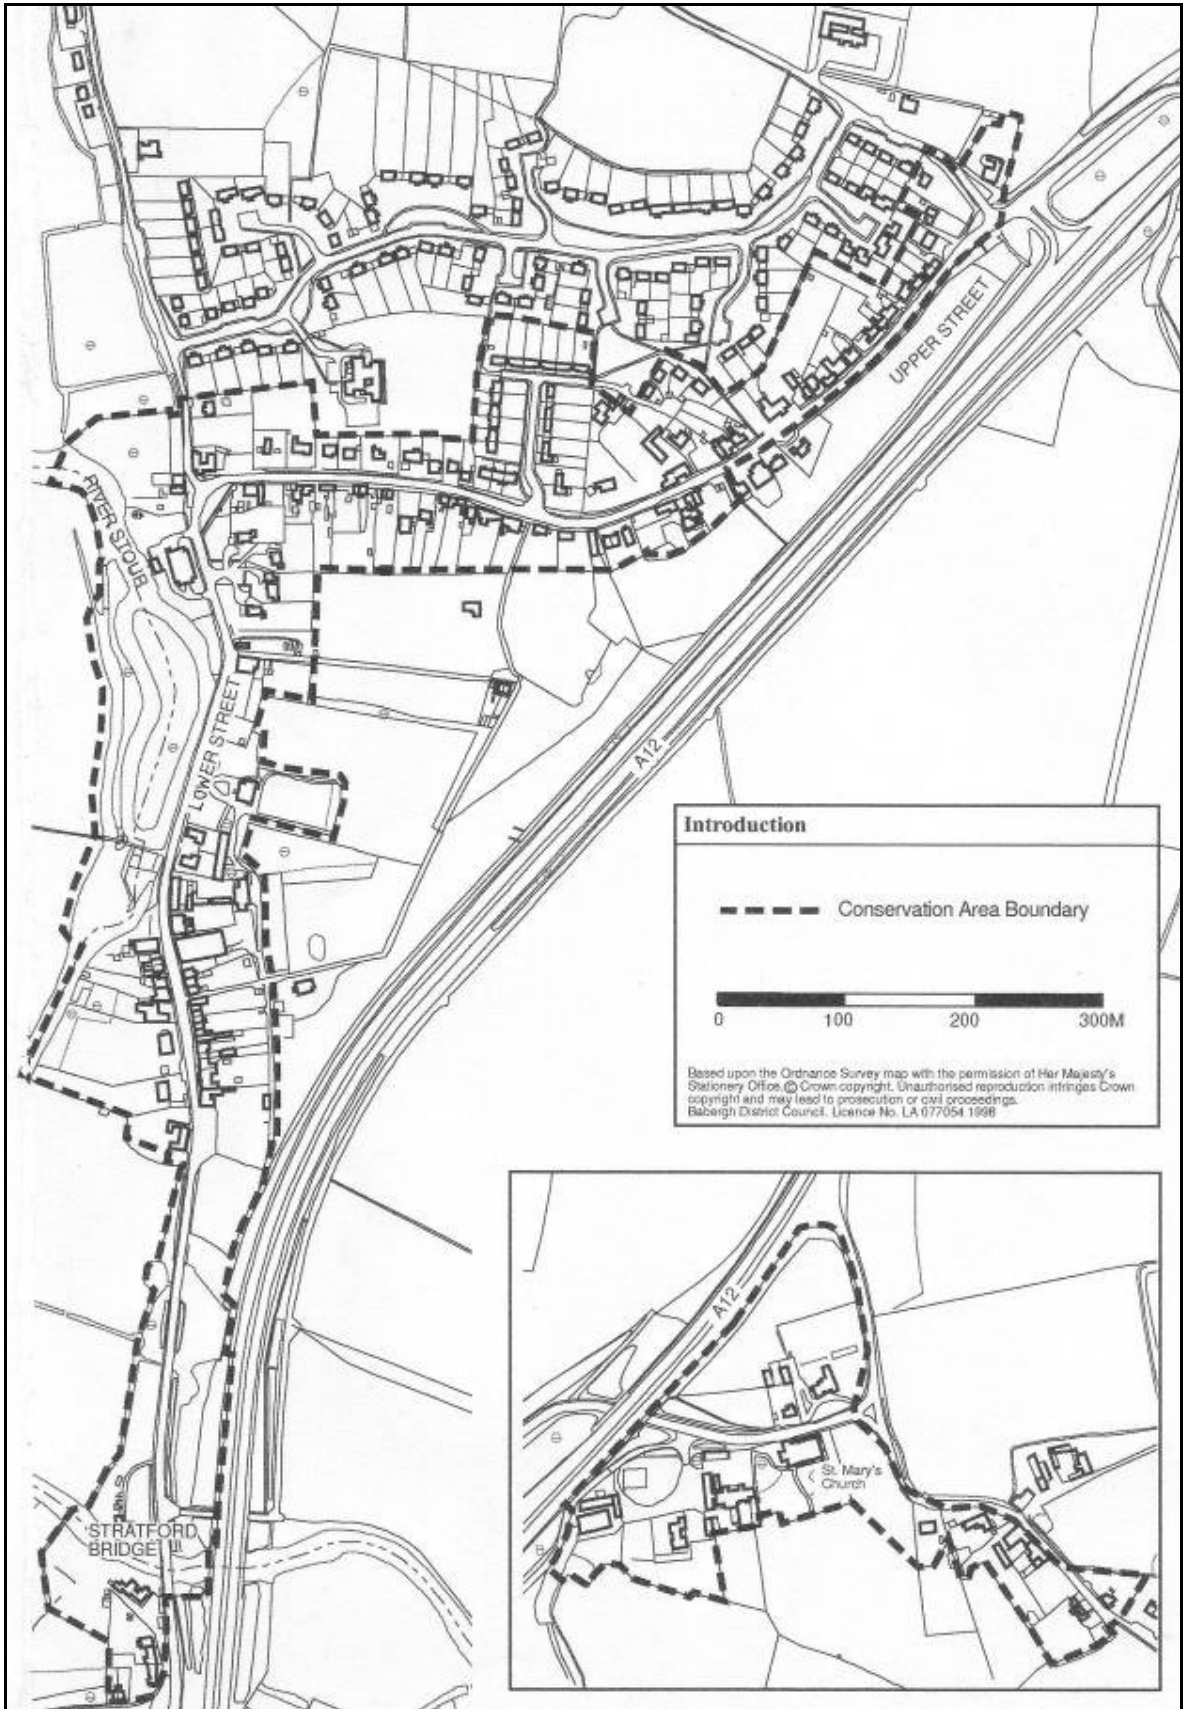 UPPER STREET
RIVER STOUR
LOWER STREET
A12
Introduction
Conservation Area Boundary
0 100 200 300M
Based upon the Ordnance Survey map with the permission of Her Majesty's
Stationery Office, © Crown copyright. Unauthorised reproduction infringes Crown
copyright and may lead to prosecution or civil proceedings.
Babergh District Council. Licence No. LA 077054 1998
A12
St. Mary's
Church
STRATFORD
BRIDGE